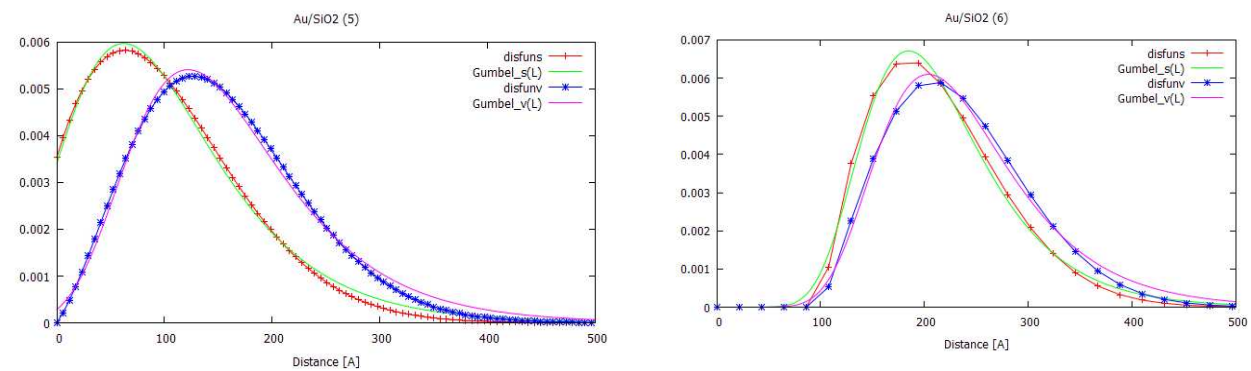 Au/SiO2 (5)
disfuns
Gumbel_s(L)
disfunv
Gumbel_v(L)
0.006
0.005
0.004
0.003
0.002
0.001
0
0
100
200
300
400
500
Distance [A]
Au/SiO2 (6)
disfuns
Gumbel_s(L)
disfunv
Gumbel_v(L)
0.007
0.006
0.005
0.004
0.003
0.002
0.001
0
0
100
200
300
400
500
Distance [A]